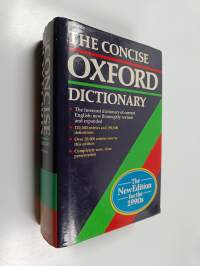 THE CONCISE
OXFORD
DICTIONARY
The foremost dictionary of current
English: now thoroughly revised
and expanded
120,000 entries and 190,000
definitions
Over 20,000 entries new to
this edition
Completely new, clear
presentation
The
New Edition
for the
1990s
CONCISE
OXFORD